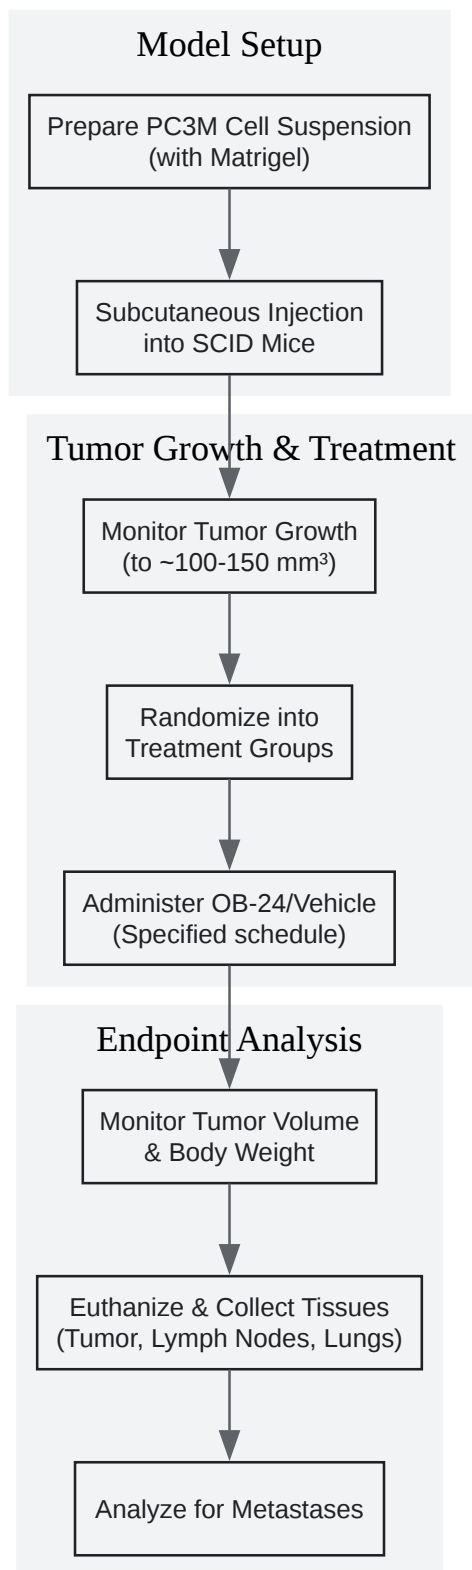 Model Setup
Prepare PC3M Cell Suspension
(with Matrigel)
Subcutaneous Injection
into SCID Mice
Tumor Growth & Treatment
Monitor Tumor Growth
(to ~100-150 mm³)
Randomize into
Treatment Groups
Administer OB-24/Vehicle
(Specified schedule)
Endpoint Analysis
Monitor Tumor Volume
& Body Weight
Euthanize & Collect Tissues
(Tumor, Lymph Nodes, Lungs)
Analyze for Metastases